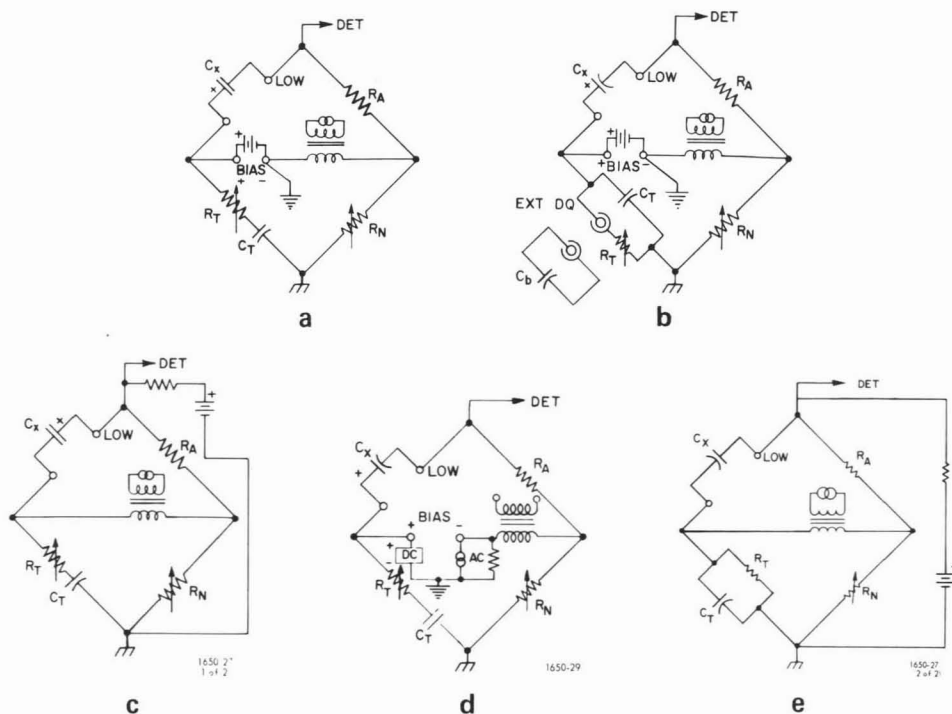 DET
Cx
+
LOW
RA
+
BIAS
-
+
RT
CT
RN
a
DET
Cx
+
LOW
RA
+
+ BIAS -
EXT DQ
CT
RT
RN
Cb
b
DET
+
Cx
+
LOW
RA
RT
CT
RN
1650-2
1 of 2
c
DET
Cx
+
LOW
RA
+ BIAS -
+
DC
-
AC
RT
RN
CT
1650-29
d
DET
Cx
LOW
RA
RT
CT
RN
1650-27
2 of 2
e